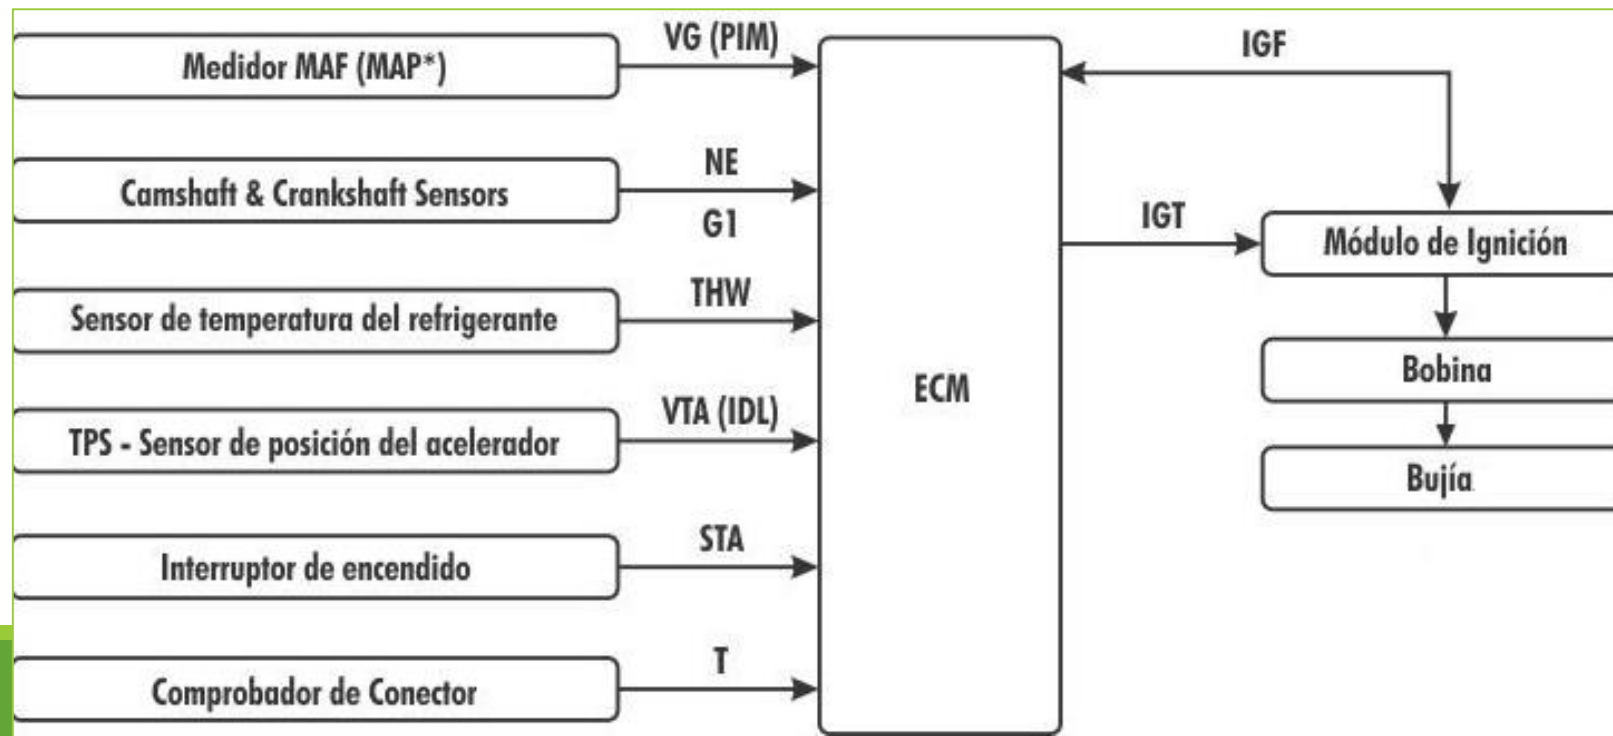 Medidor MAF (MAP*)
VG (PIM)
Camshaft & Crankshaft Sensors
NE
G1
Sensor de temperatura del refrigerante
THW
TPS - Sensor de posición del acelerador
VTA (IDL)
Interruptor de encendido
STA
Comprobador de Conector
T
ECM
IGF
IGT
Módulo de Ignición
Bobina
Bujía